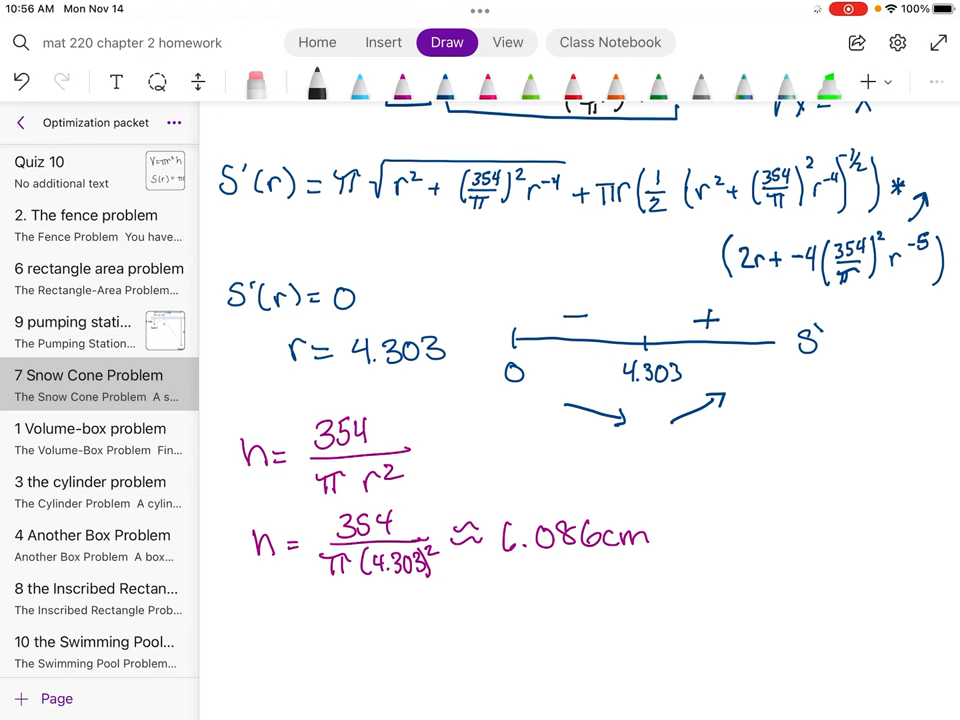 10:56 AM Mon Nov 14
100%
mat 220 chapter 2 homework
Home Insert Draw View Class Notebook
Optimization packet
Quiz 10
No additional text
V=πr²h
S(r) = π
2. The fence problem
The Fence Problem You have...
6 rectangle area problem
The Rectangle-Area Problem...
9 pumping stati...
The Pumping Station...
7 Snow Cone Problem
The Snow Cone Problem A s...
1 Volume-box problem
The Volume-Box Problem Fin...
3 the cylinder problem
The Cylinder Problem A cylin...
4 Another Box Problem
Another Box Problem A box...
8 the Inscribed Rectan...
The Inscribed Rectangle Prob...
10 the Swimming Pool...
The Swimming Pool Problem...
+ Page
S'(r) = π √(r² + (354/π)² r⁻⁴) + πr (1/2 (r² + (354/π)² r⁻⁴)^-1/2) *
(2r + -4 (354/π)² r⁻⁵)
S'(r) = 0
r = 4.303
− +
S'
0 4.303
h = 354/π r²
h = 354/π (4.303)² ≈ 6.086cm